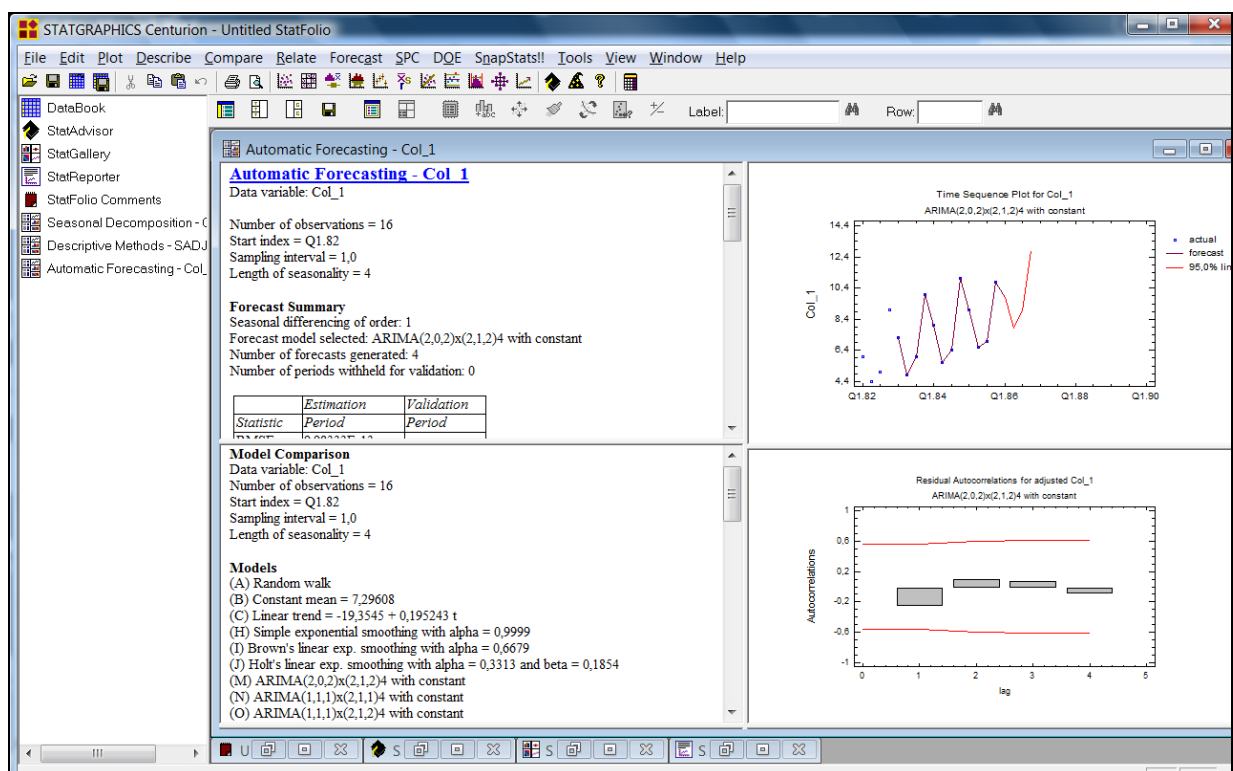 STATGRAPHICS Centurion - Untitled StatFolio
File Edit Plot Describe Compare Relate Forecast SPC DOE SnapStats!! Tools View Window Help
Label: Row:
DataBook
StatAdvisor
StatGallery
StatReporter
StatFolio Comments
Seasonal Decomposition - (
Descriptive Methods - SADJ
Automatic Forecasting - Col_
Automatic Forecasting - Col_1
Automatic Forecasting - Col_1
Data variable: Col_1
Number of observations = 16
Start index = Q1.82
Sampling interval = 1,0
Length of seasonality = 4
Forecast Summary
Seasonal differencing of order: 1
Forecast model selected: ARIMA(2,0,2)x(2,1,2)4 with constant
Number of forecasts generated: 4
Number of periods withheld for validation: 0
Estimation Validation
Statistic Period Period
Time Sequence Plot for Col_1
ARIMA(2,0,2)x(2,1,2)4 with constant
14,4
12,4
10,4
8,4
6,4
4,4
Col_1
Q1.82 Q1.84 Q1.86 Q1.88 Q1.90
actual
forecast
95,0% lin
Model Comparison
Data variable: Col_1
Number of observations = 16
Start index = Q1.82
Sampling interval = 1,0
Length of seasonality = 4
Models
(A) Random walk
(B) Constant mean = 7,29608
(C) Linear trend = -19,3545 + 0,195243 t
(H) Simple exponential smoothing with alpha = 0,9999
(I) Brown's linear exp. smoothing with alpha = 0,6679
(J) Holt's linear exp. smoothing with alpha = 0,3313 and beta = 0,1854
(M) ARIMA(2,0,2)x(2,1,2)4 with constant
(N) ARIMA(1,1,1)x(2,1,1)4 with constant
(O) ARIMA(1,1,1)x(2,1,2)4 with constant
Residual Autocorrelations for adjusted Col_1
ARIMA(2,0,2)x(2,1,2)4 with constant
1
0,6
0,2
-0,2
-0,6
-1
Autocorrelations
0 1 2 3 4 5
lag
U S S S